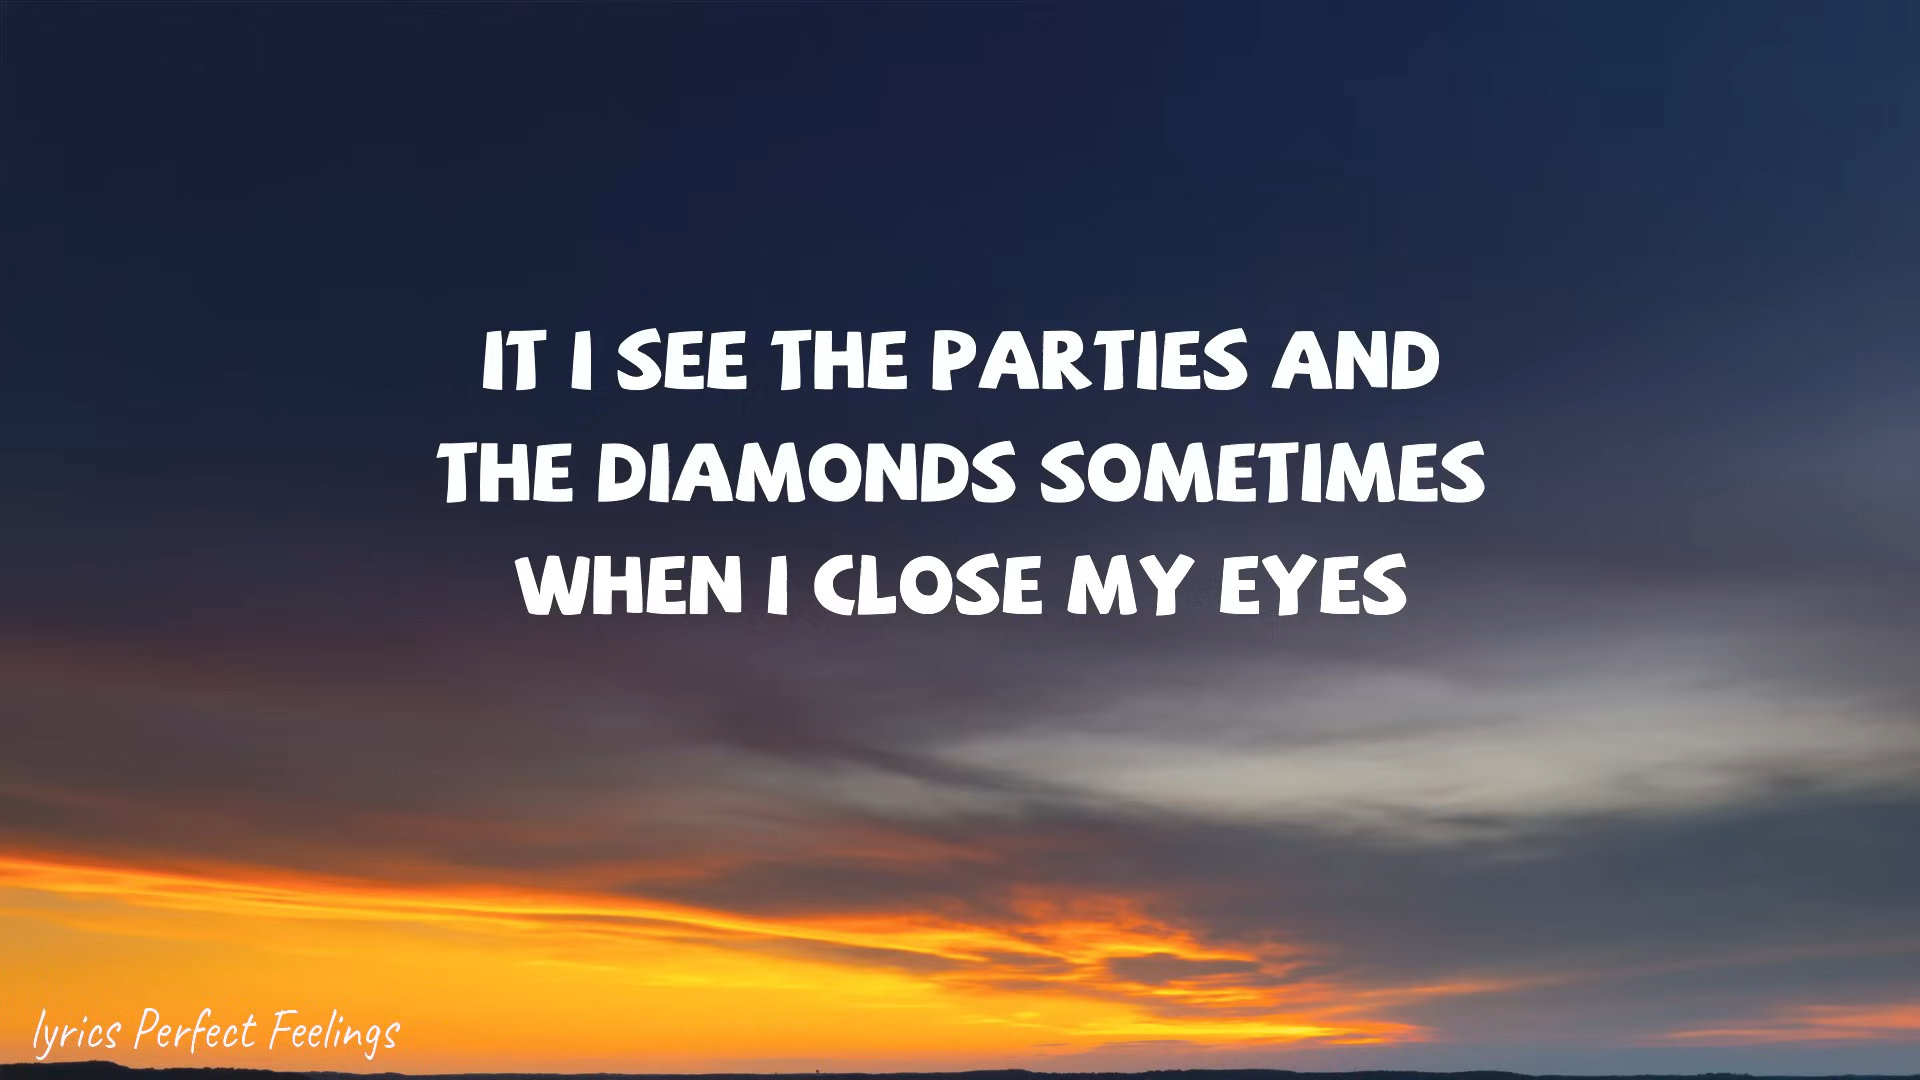 IT I SEE THE PARTIES AND
THE DIAMONDS SOMETIMES
WHEN I CLOSE MY EYES
lyrics Perfect Feelings